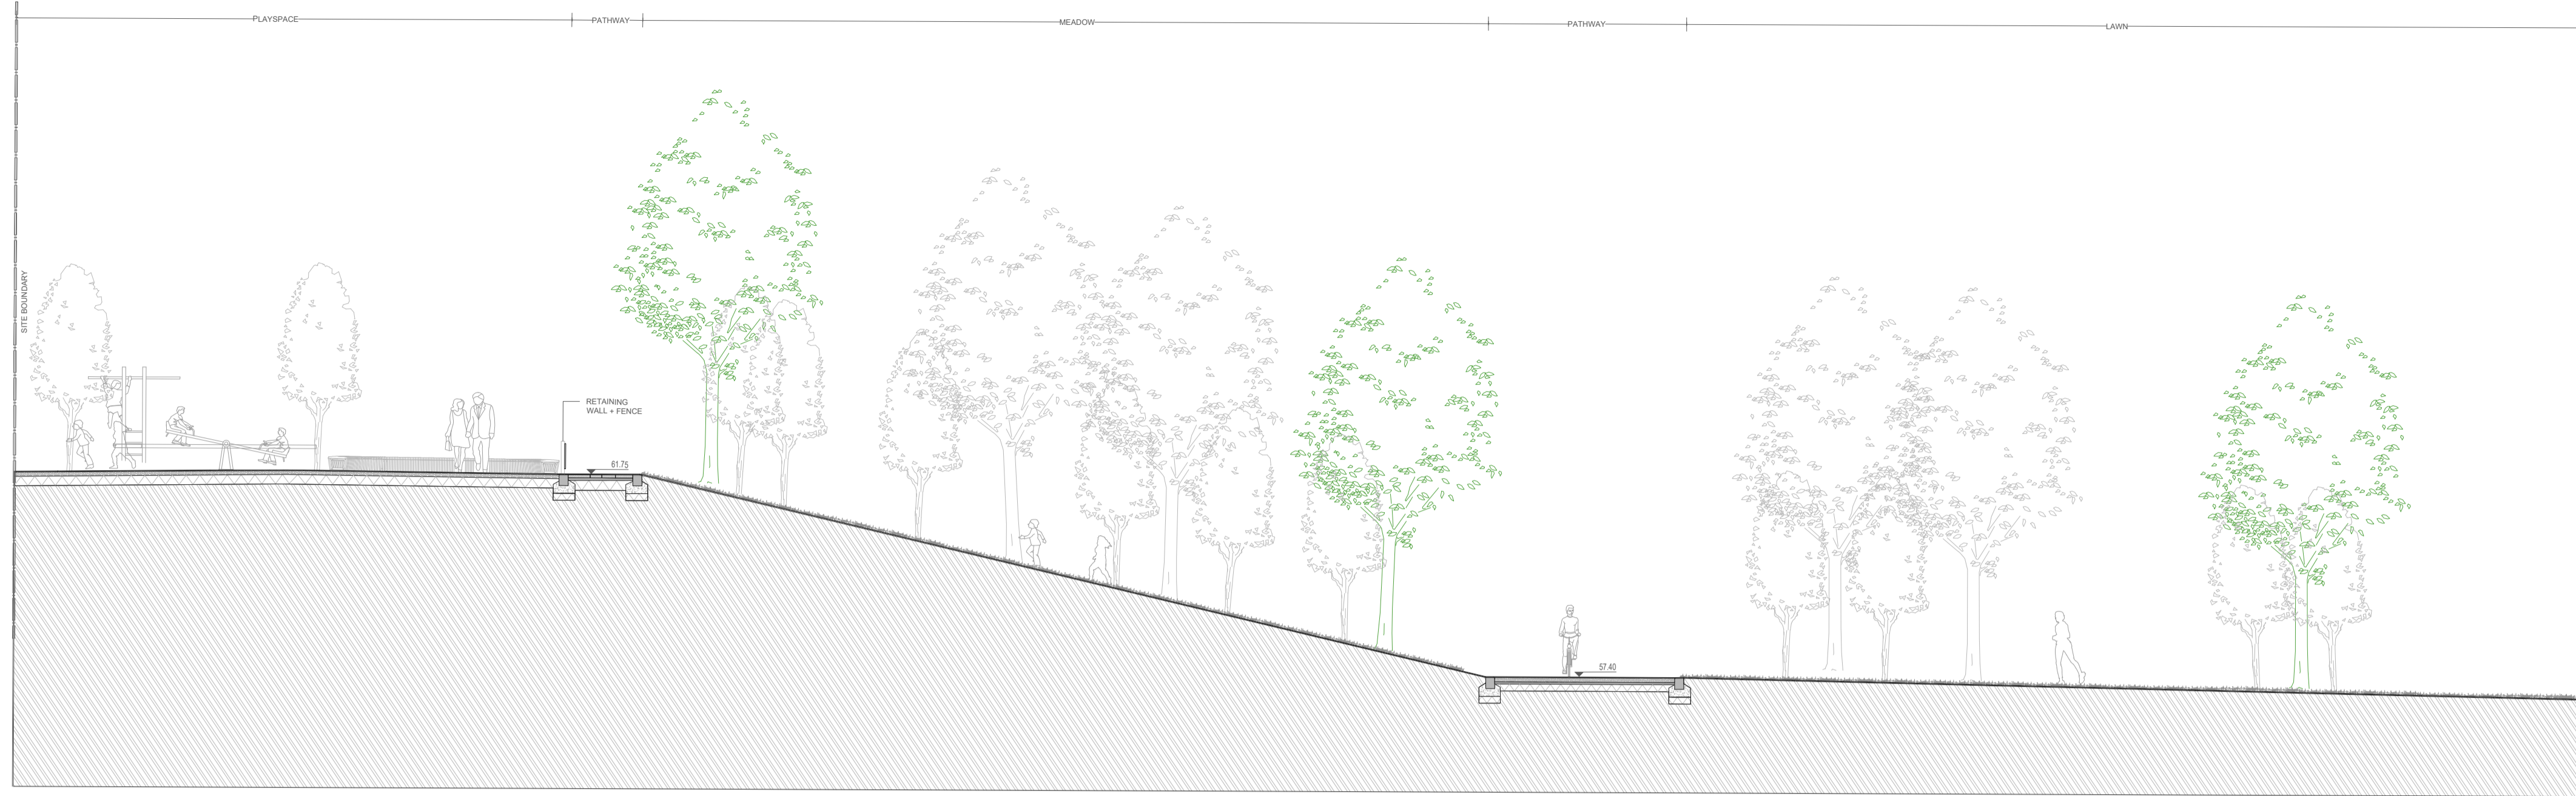 PLAYSPACE
PATHWAY
MEADOW
PATHWAY
LAWN
SITE BOUNDARY
RETAINING
WALL + FENCE
61.75
57.40